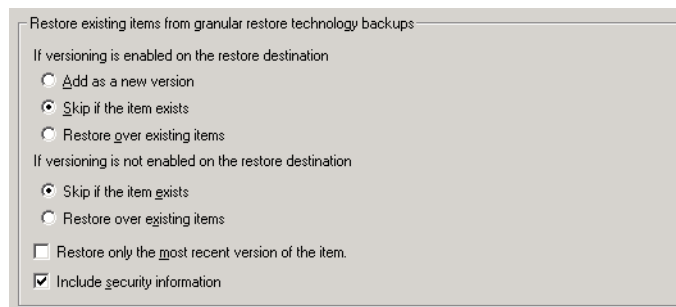 Restore existing items from granular restore technology backups
If versioning is enabled on the restore destination
Add as a new version
Skip if the item exists
Restore over existing items
If versioning is not enabled on the restore destination
Skip if the item exists
Restore over existing items
Restore only the most recent version of the item.
Include security information